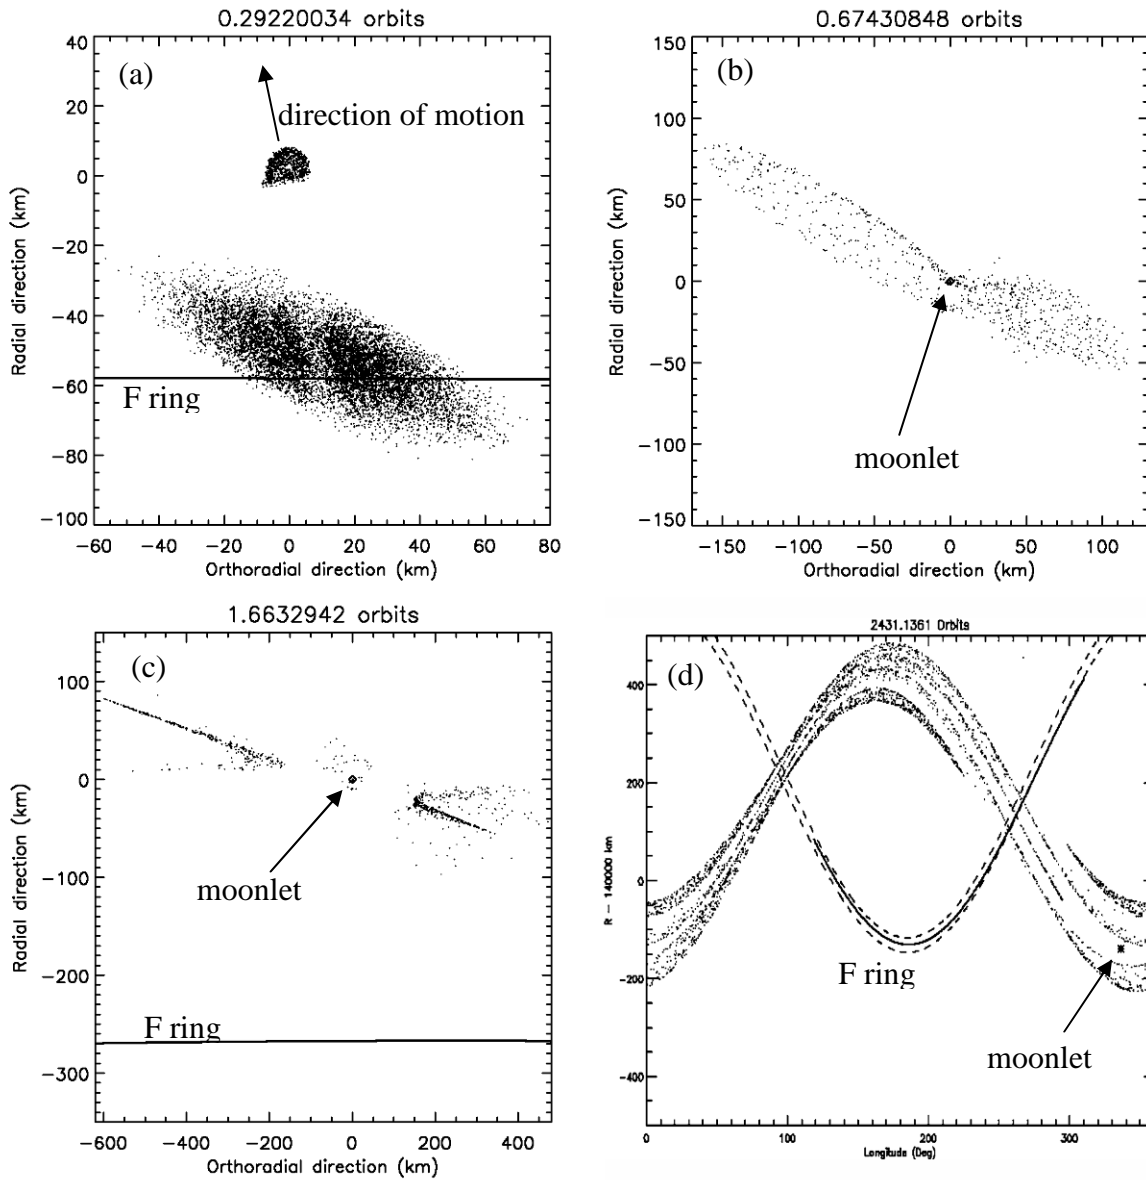 0.29220034 orbits
(a)
direction of motion
F ring
40
20
0
−20
−40
−60
−80
−100
Radial direction (km)
−60 −40 −20 0 20 40 60 80
Orthoradial direction (km)
0.67430848 orbits
(b)
moonlet
150
100
50
0
−50
−100
−150
Radial direction (km)
−150 −100 −50 0 50 100
Orthoradial direction (km)
1.6632942 orbits
(c)
moonlet
F ring
100
0
−100
−200
−300
Radial direction (km)
−600 −400 −200 0 200 400
Orthoradial direction (km)
2431.1361 Orbits
(d)
F ring
moonlet
400
200
0
−200
−400
R − 140000 km
0 100 200 300
Longitude (Deg)